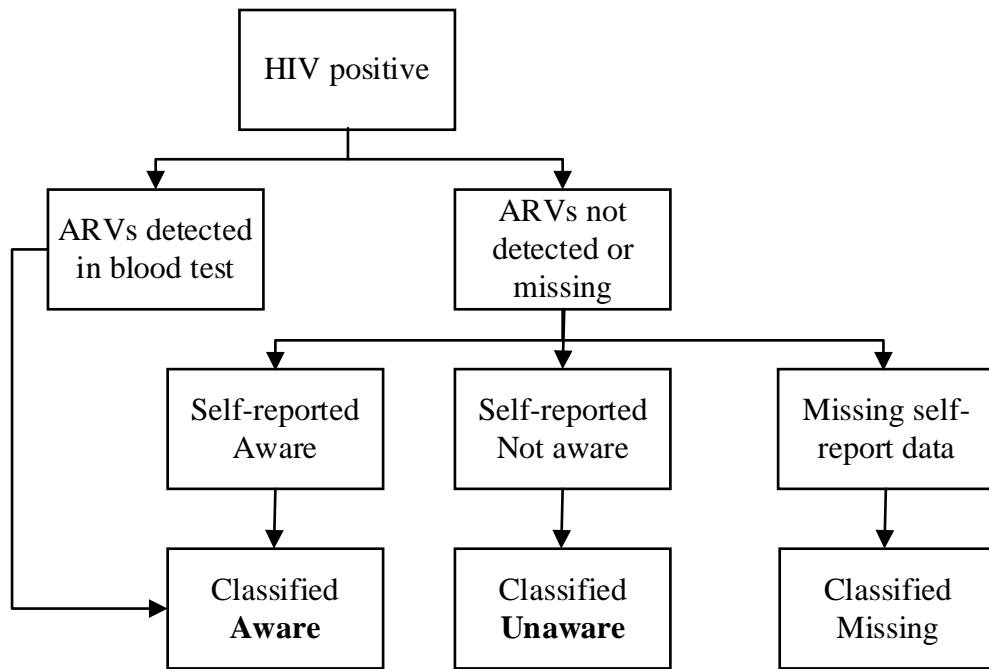 HIV positive
ARVs detected
in blood test
ARVs not
detected or
missing
Self-reported
Aware
Self-reported
Not aware
Missing self-
report data
Classified
Aware
Classified
Unaware
Classified
Missing